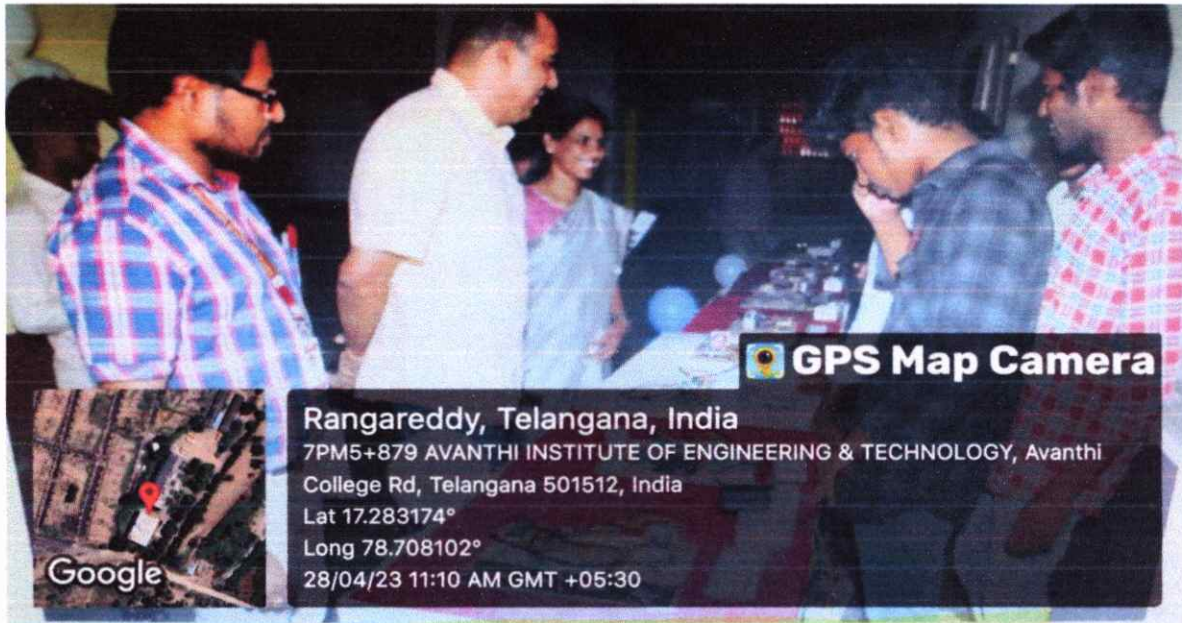 GPS Map Camera
Rangareddy, Telangana, India
7PM5+879 AVANTHI INSTITUTE OF ENGINEERING & TECHNOLOGY, Avanthi
College Rd, Telangana 501512, India
Lat 17.283174°
Long 78.708102°
28/04/23 11:10 AM GMT +05:30
Google